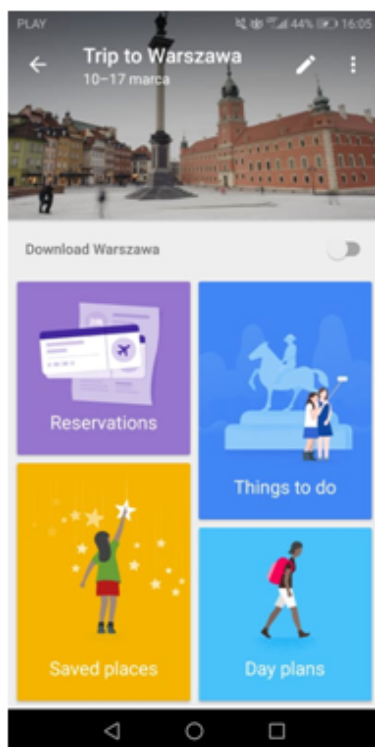 PLAY 44% 16:05
Trip to Warszawa
10–17 marca
Download Warszawa
Reservations
Things to do
Saved places
Day plans